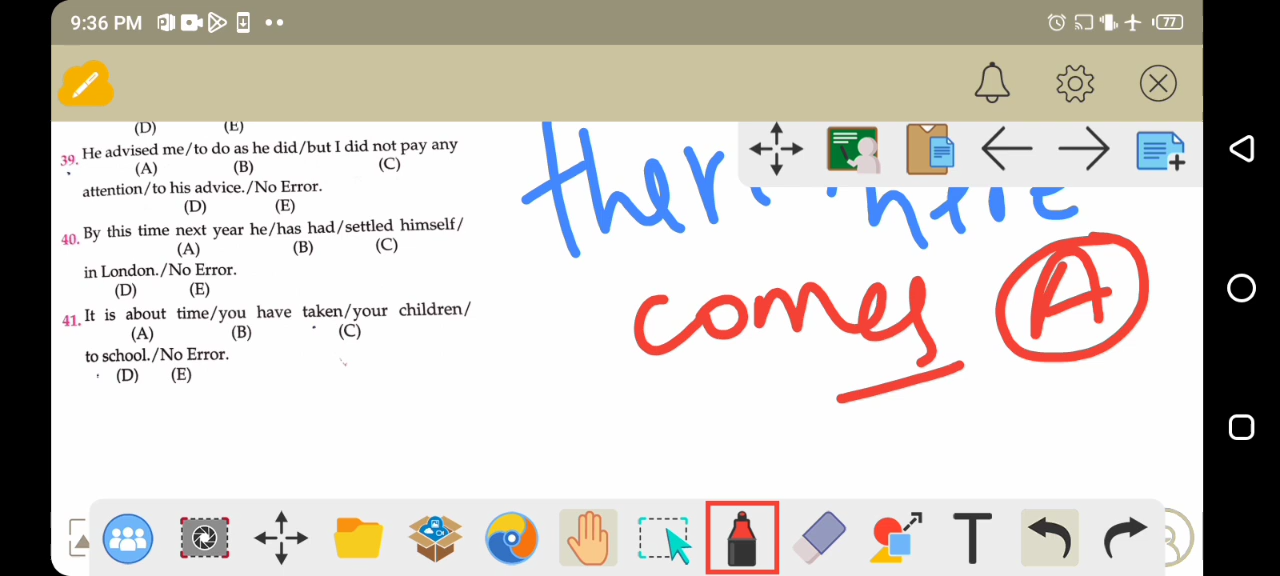 9:36 PM
77
(D) (E)
39. He advised me/to do as he did/but I did not pay any
(A) (B) (C)
attention/to his advice./No Error.
(D) (E)
40. By this time next year he/has had/settled himself/
(A) (B) (C)
in London./No Error.
(D) (E)
41. It is about time/you have taken/your children/
(A) (B) (C)
to school./No Error.
(D) (E)
comes A
T